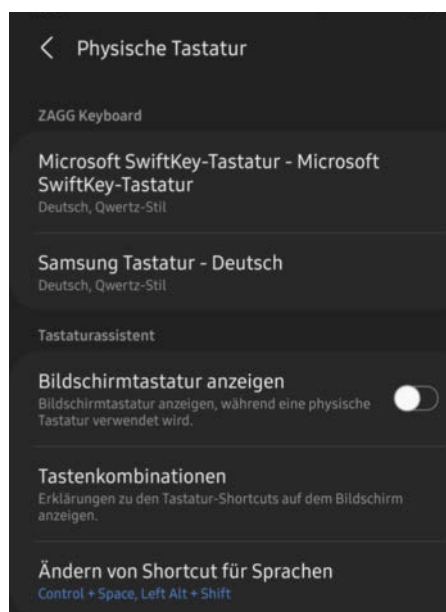 Physische Tastatur
ZAGG Keyboard
Microsoft SwiftKey-Tastatur - Microsoft
SwiftKey-Tastatur
Deutsch, Qwertz-Stil
Samsung Tastatur - Deutsch
Deutsch, Qwertz-Stil
Tastaturassistent
Bildschirmtastatur anzeigen
Bildschirmtastatur anzeigen, während eine physische
Tastatur verwendet wird.
Tastenkombinationen
Erklärungen zu den Tastatur-Shortcuts auf dem Bildschirm
anzeigen.
Ändern von Shortcut für Sprachen
Control + Space, Left Alt + Shift